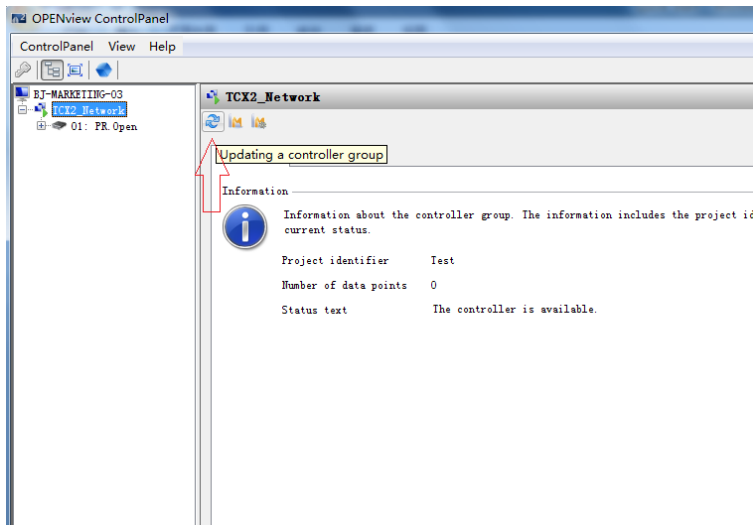 OPENview ControlPanel
ControlPanel View Help
BJ-MARKETING-03
TCX2_Network
01: PR.Open
TCX2_Network
Updating a controller group
Information
Information about the controller group. The information includes the project
current status.
Project identifier Test
Number of data points 0
Status text The controller is available.